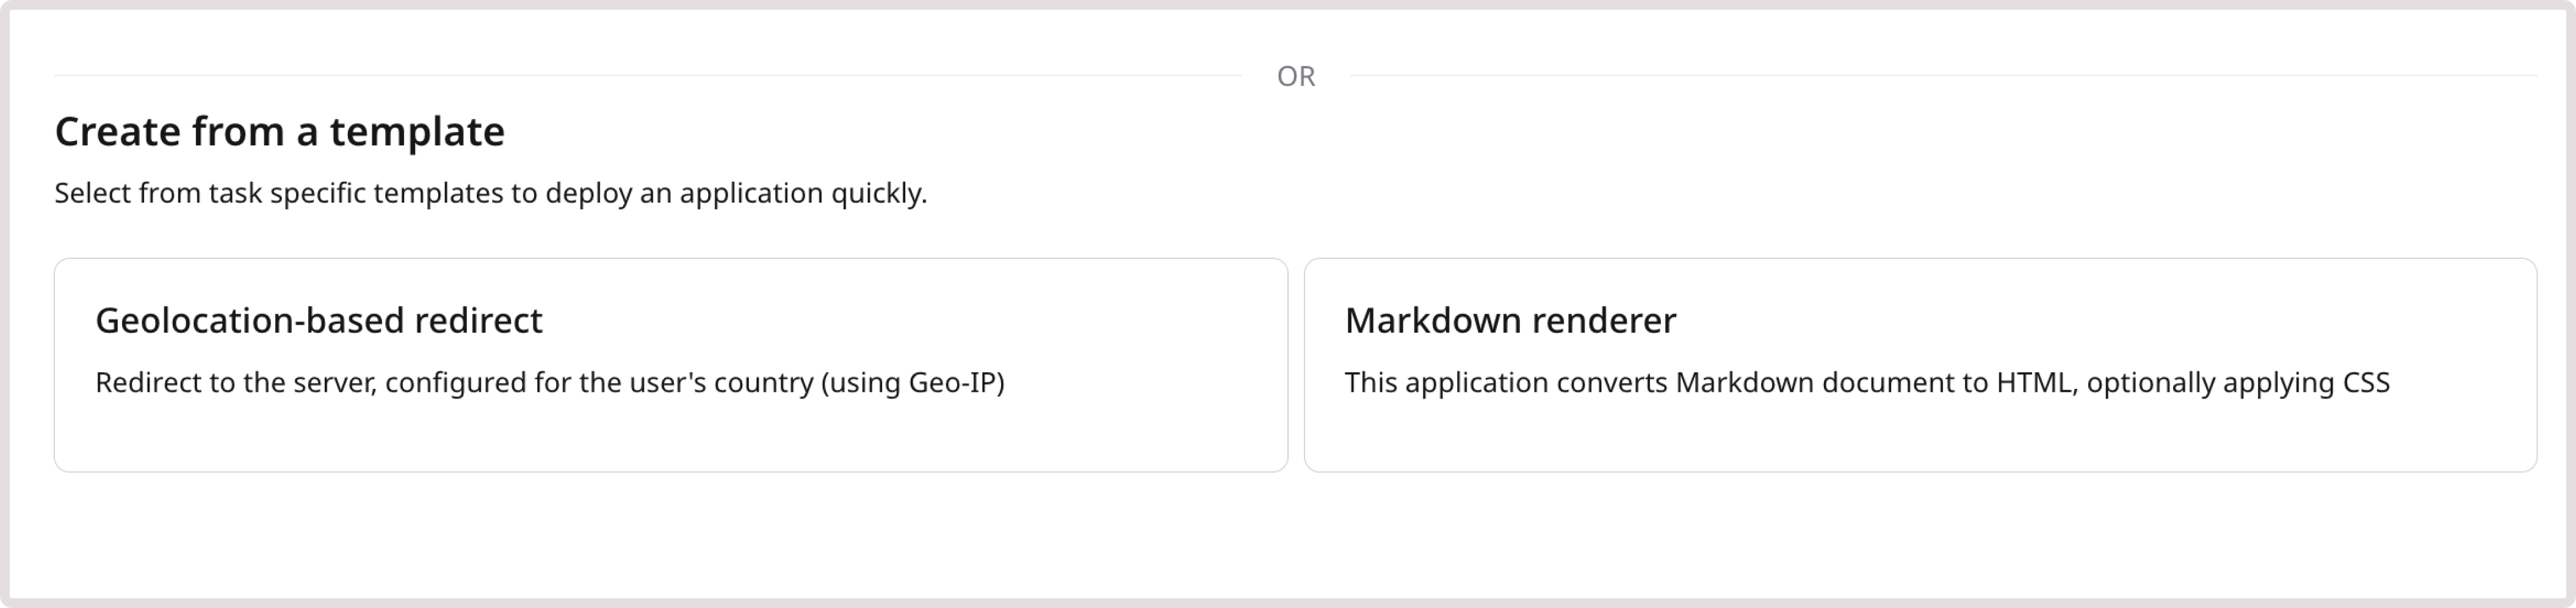 OR
Create from a template
Select from task specific templates to deploy an application quickly.
Geolocation-based redirect
Redirect to the server, configured for the user's country (using Geo-IP)
Markdown renderer
This application converts Markdown document to HTML, optionally applying CSS